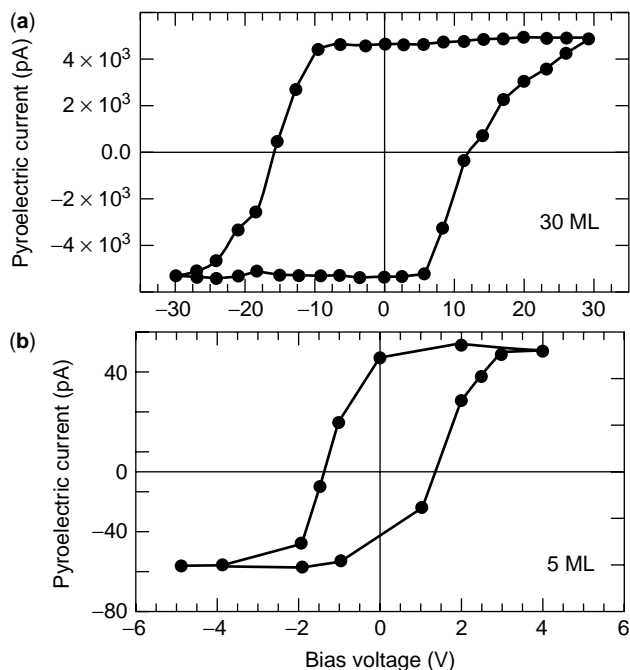 (a)
Pyroelectric current (pA)
4 × 10³
2 × 10³
0.0
−2 × 10³
−4 × 10³
30 ML
−30 −20 −10 0 10 20 30
(b)
Pyroelectric current (pA)
40
0
−40
−80
5 ML
−6 −4 −2 0 2 4 6
Bias voltage (V)